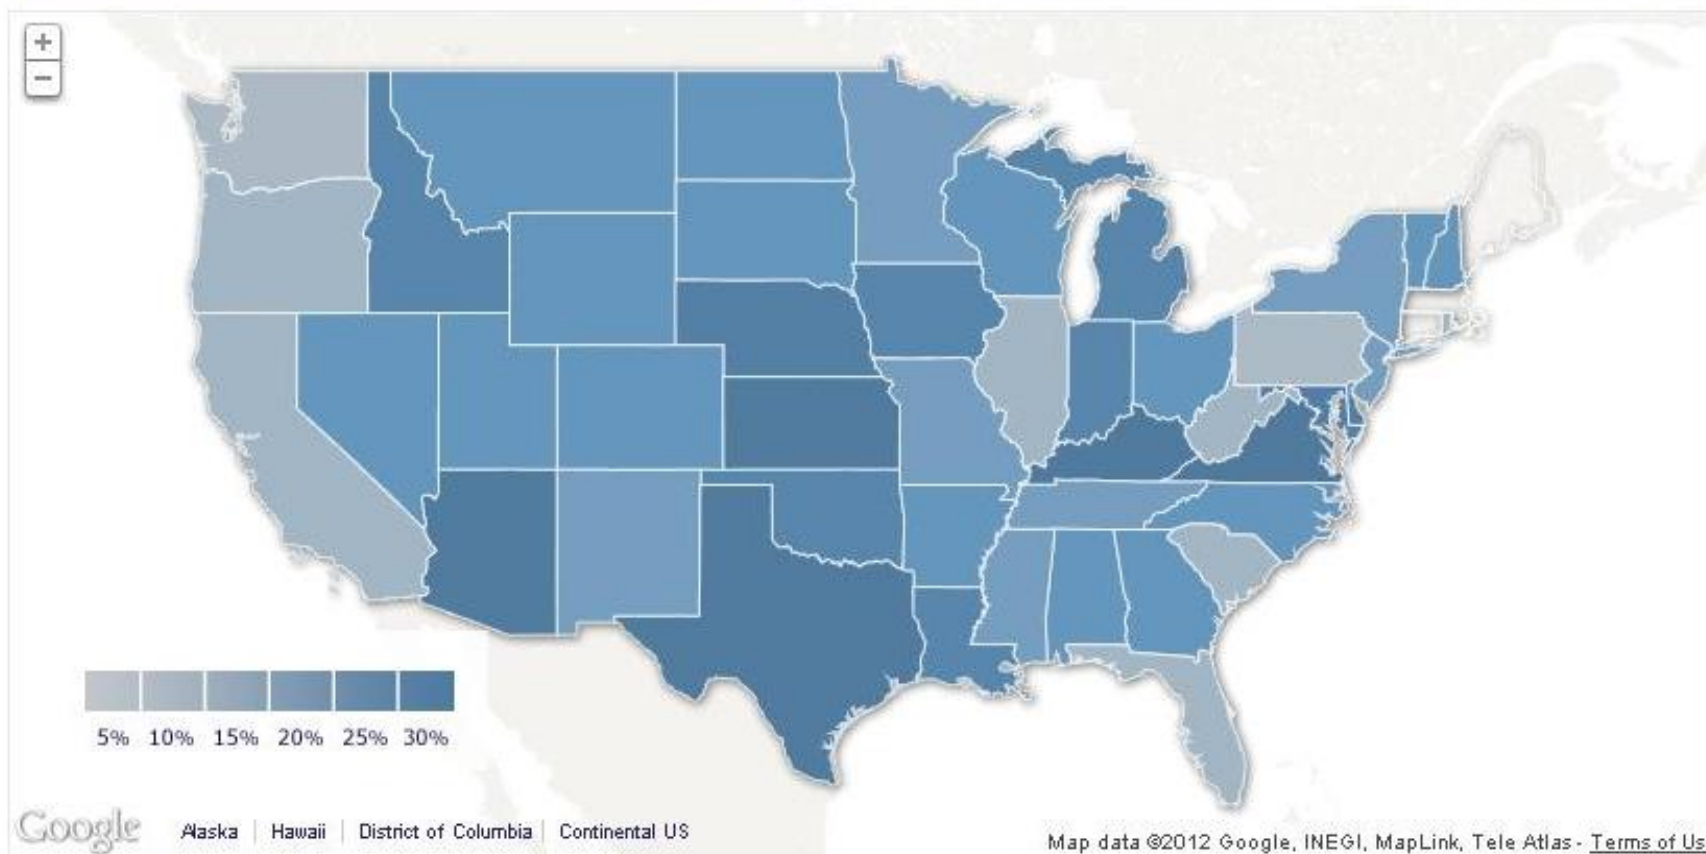 +
−
5% 10% 15% 20% 25% 30%
Google
Alaska Hawaii District of Columbia Continental US
Map data ©2012 Google, INEGI, MapLink, Tele Atlas - Terms of Us